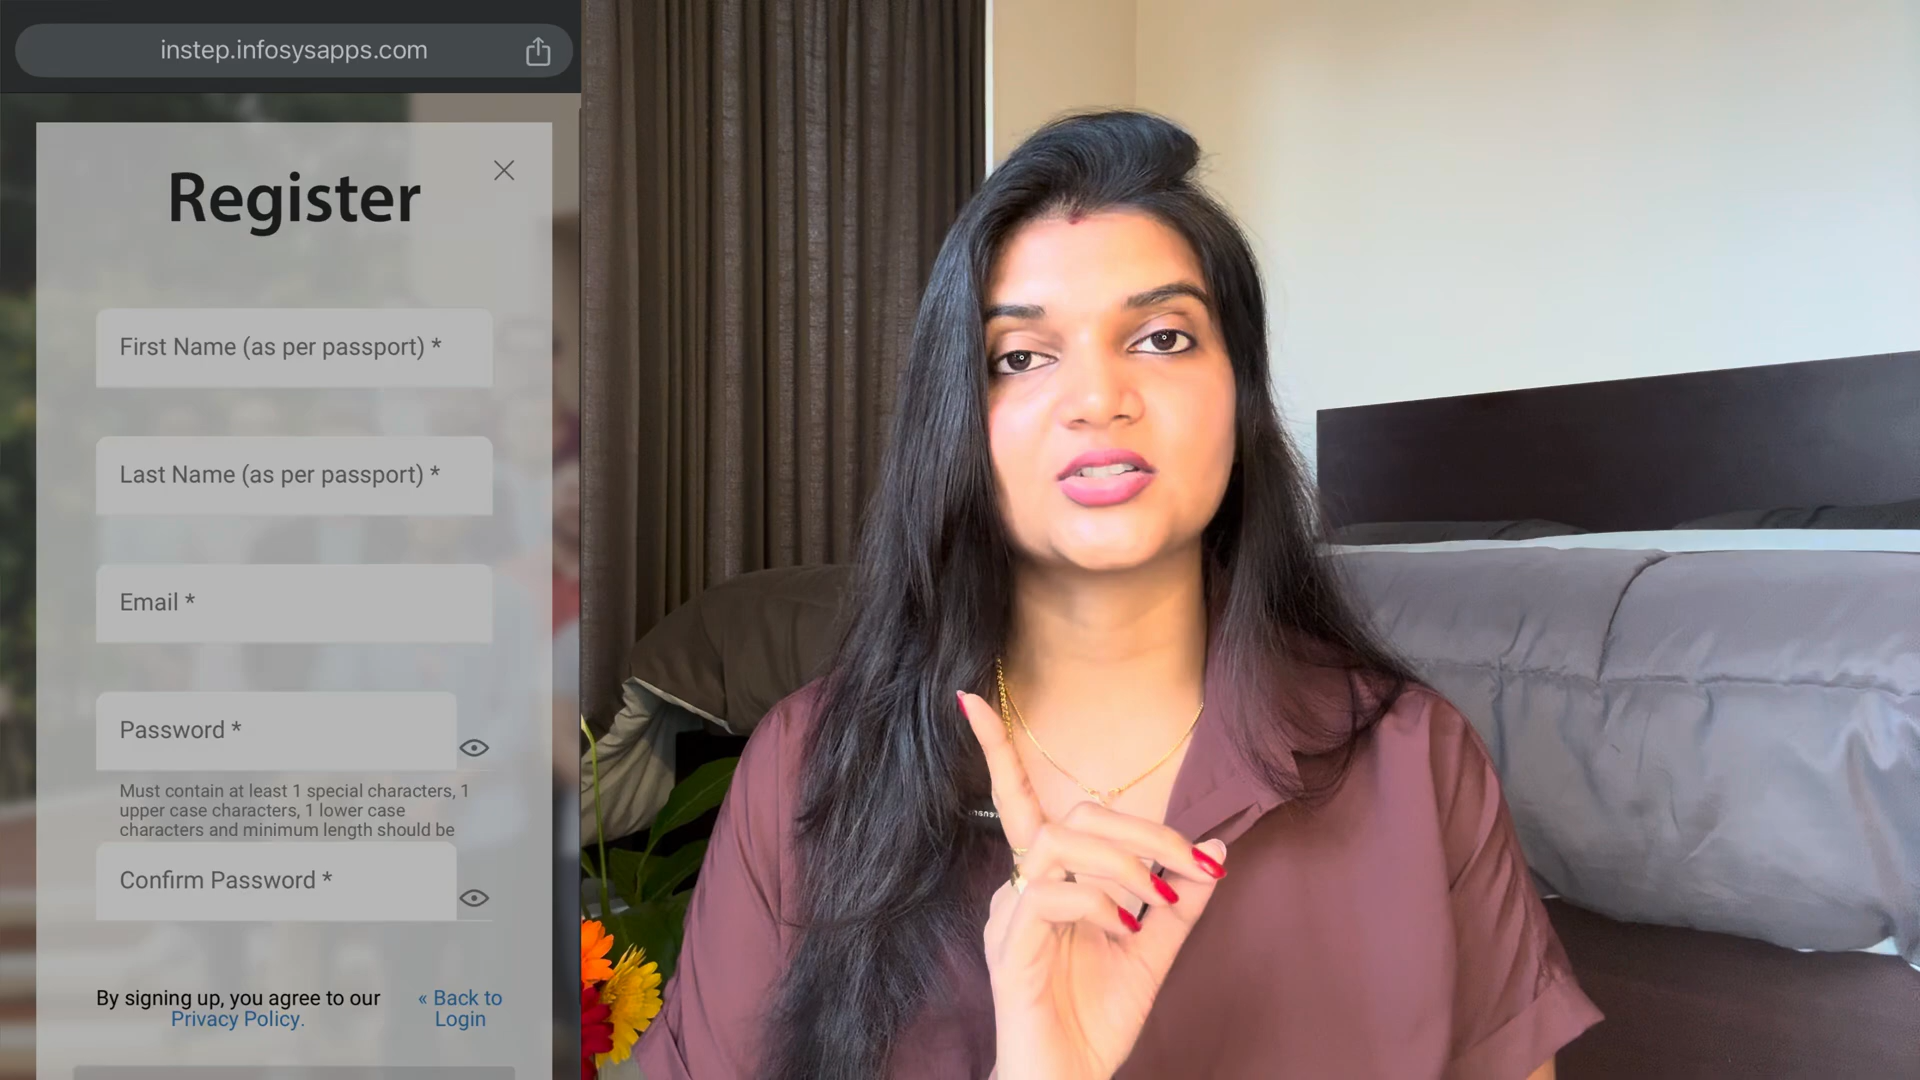 instep.infosysapps.com
Register
First Name (as per passport) *
Last Name (as per passport) *
Email *
Password *
Must contain at least 1 special characters, 1
upper case characters, 1 lower case
characters and minimum length should be
Confirm Password *
By signing up, you agree to our
Privacy Policy.
« Back to
Login